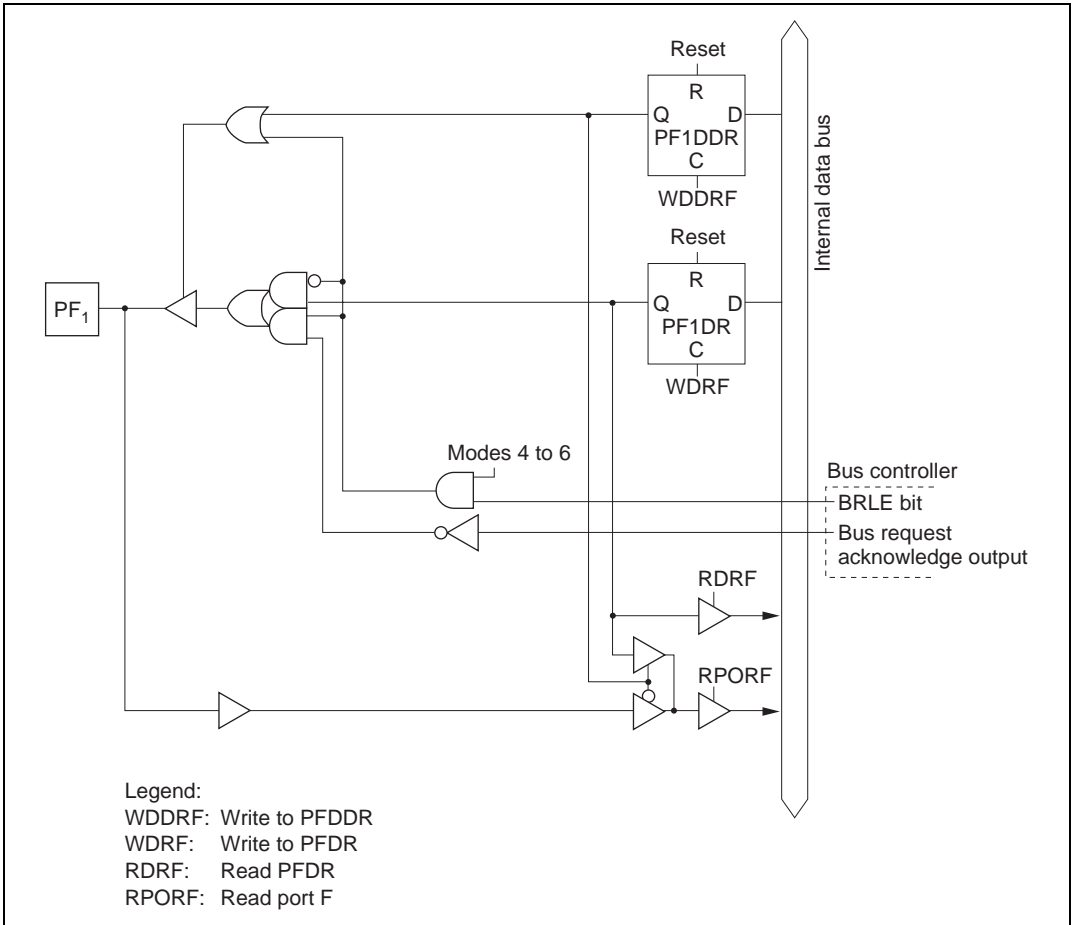 Reset
R
Q D
PF1DDR
C
WDDRF
Internal data bus
Reset
R
Q D
PF1DR
C
WDRF
PF1
Modes 4 to 6
Bus controller
BRLE bit
Bus request
acknowledge output
RDRF
RPORF
Legend:
WDDRF: Write to PFDDR
WDRF: Write to PFDR
RDRF: Read PFDR
RPORF: Read port F